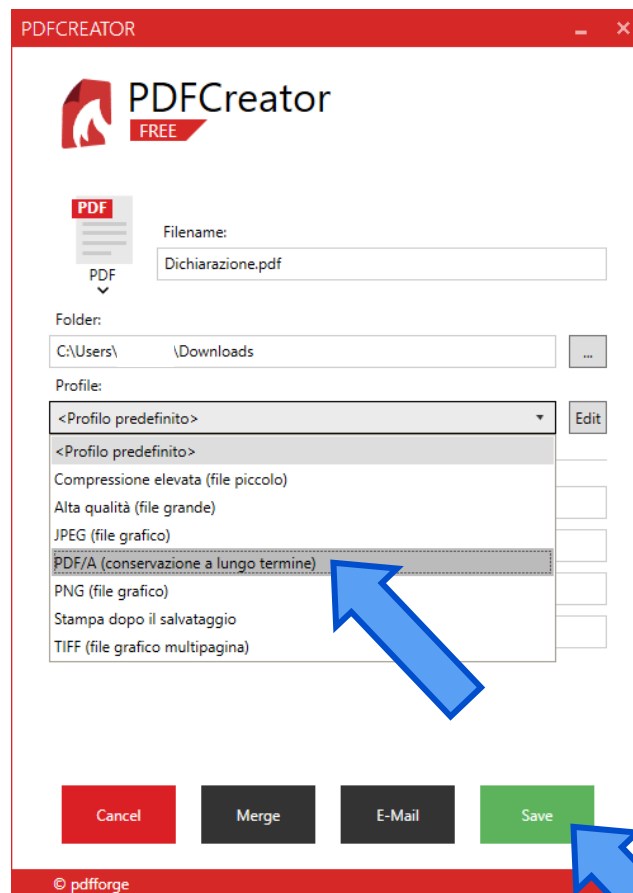 PDFCREATOR
PDFCreator
FREE
PDF
Filename:
Dichiarazione.pdf
PDF
Folder:
C:\Users\ \Downloads
...
Profile:
<Profilo predefinito>
Edit
<Profilo predefinito>
Compressione elevata (file piccolo)
Alta qualità (file grande)
JPEG (file grafico)
PDF/A (conservazione a lungo termine)
PNG (file grafico)
Stampa dopo il salvataggio
TIFF (file grafico multipagina)
Cancel
Merge
E-Mail
Save
© pdfforge